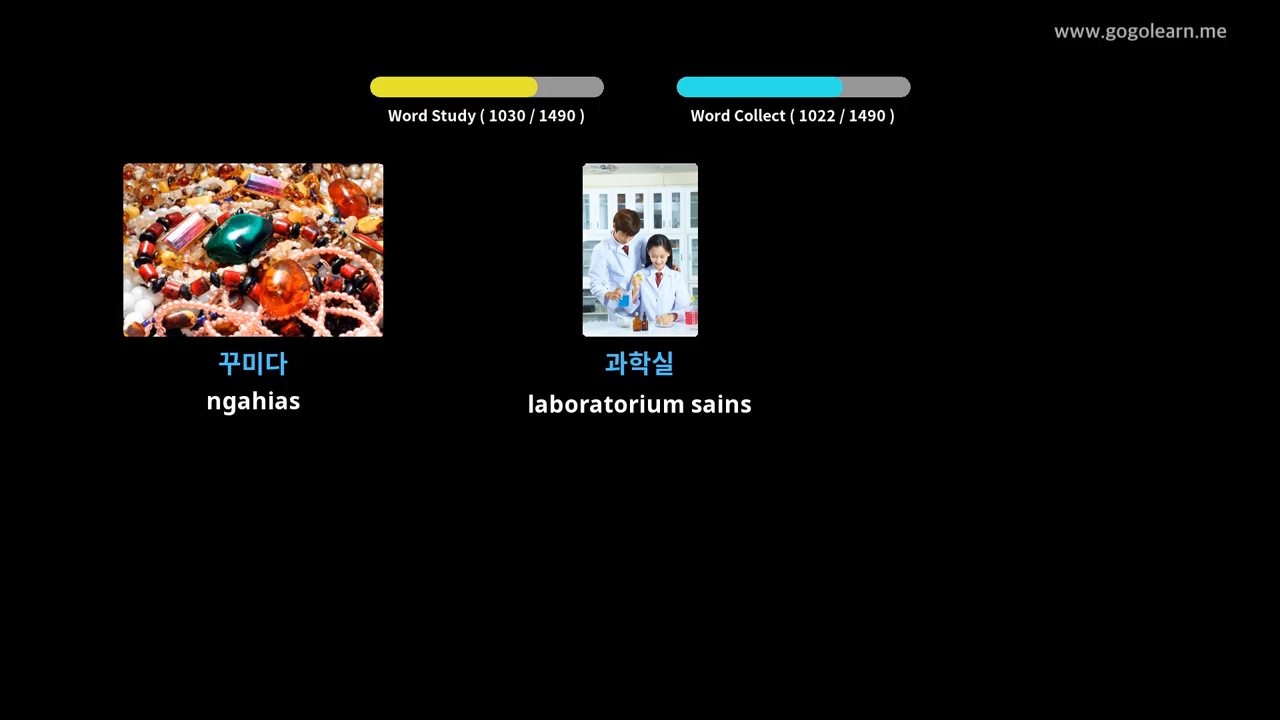 www.gogolearn.me
Word Study ( 1030 / 1490 )
Word Collect ( 1022 / 1490 )
꾸미다
과학실
ngahias
laboratorium sains